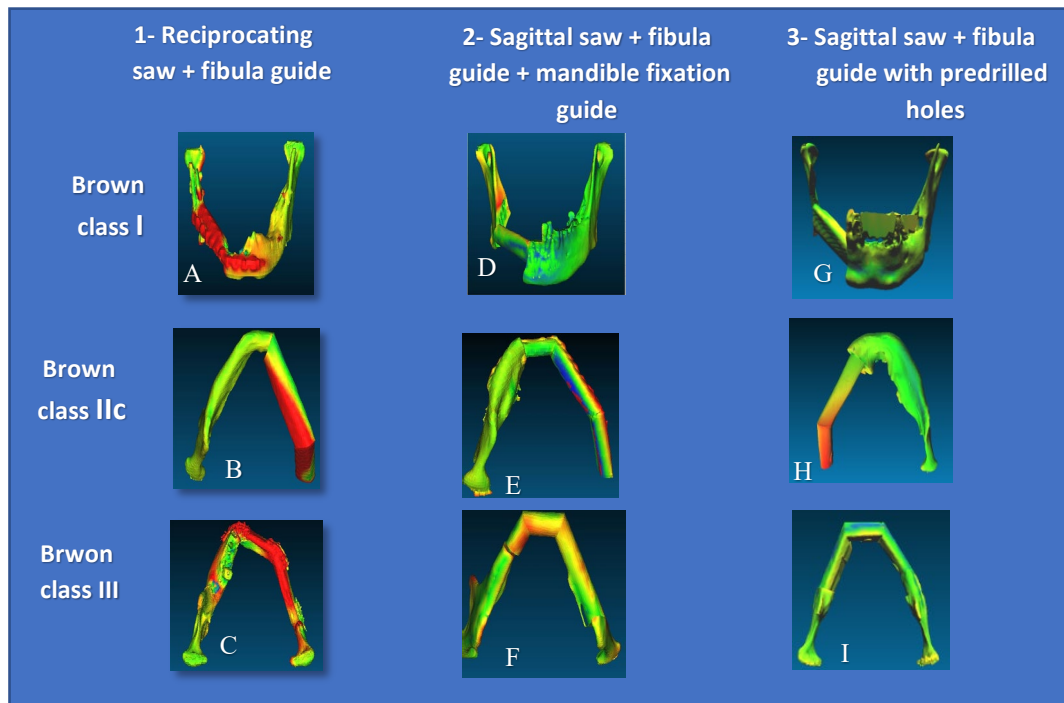 1- Reciprocating
saw + fibula guide
2- Sagittal saw + fibula
guide + mandible fixation
guide
3- Sagittal saw + fibula
guide with predrilled
holes
Brown
class I
A
D
G
Brown
class IIc
B
E
H
Brwon
class III
C
F
I